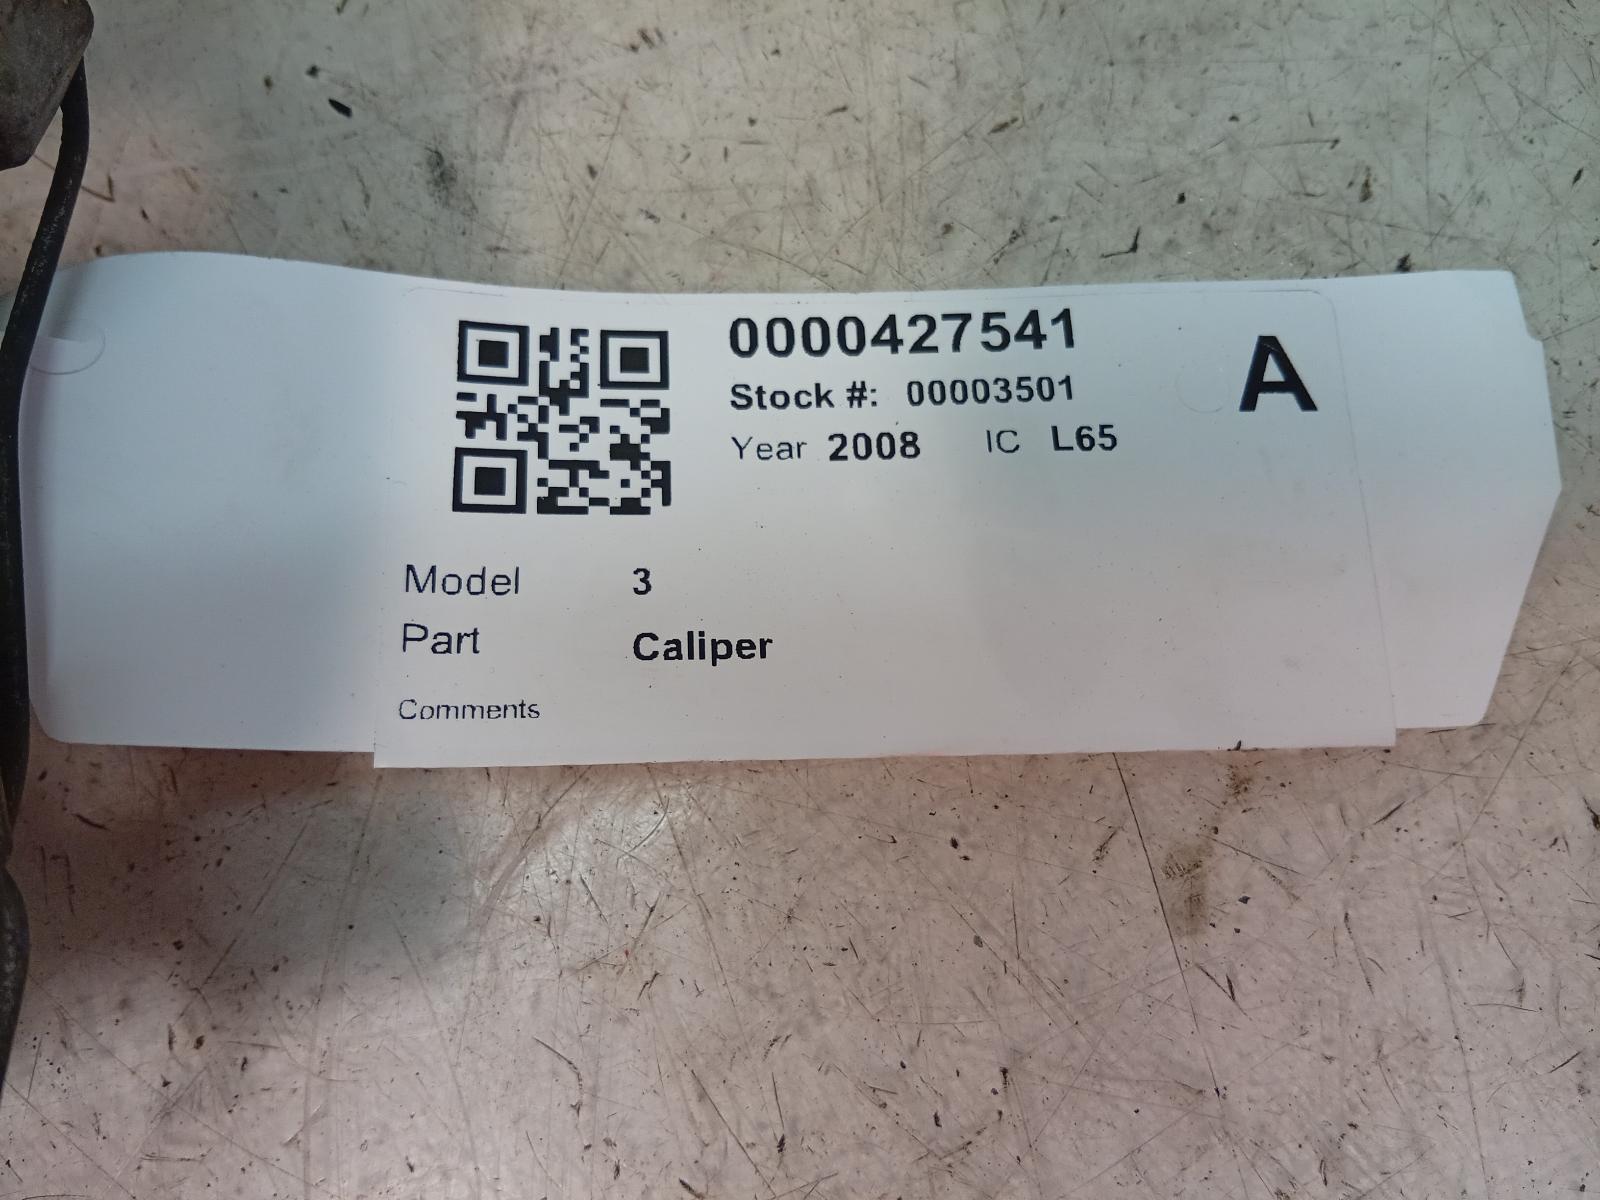 0000427541
A
Stock #: 00003501
Year 2008 IC L65
Model 3
Part Caliper
Comments